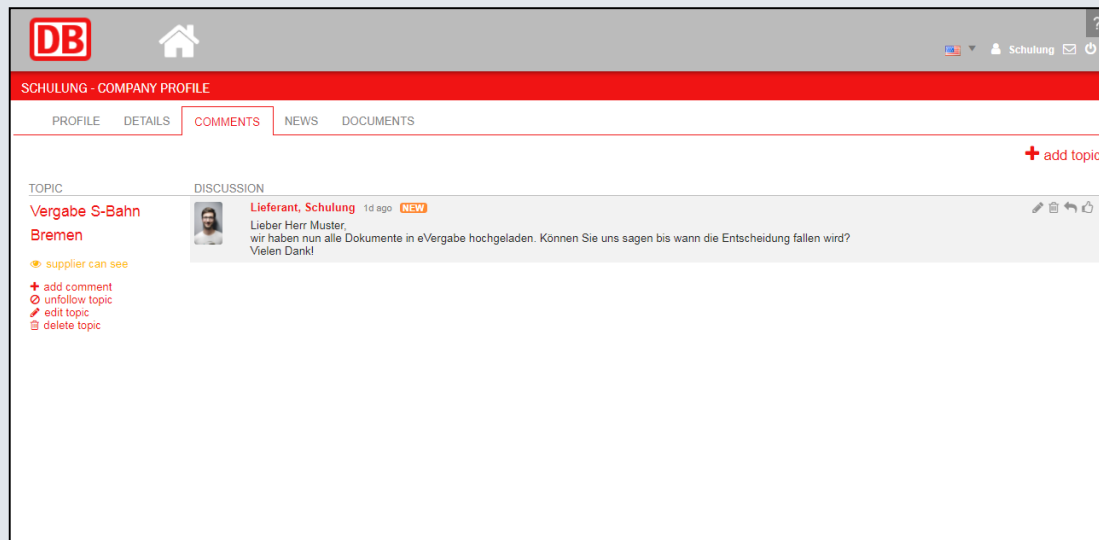 DB
?
Schulung
SCHULUNG - COMPANY PROFILE
PROFILE DETAILS COMMENTS NEWS DOCUMENTS
add topic
TOPIC DISCUSSION
Vergabe S-Bahn
Bremen
supplier can see
add comment
unfollow topic
edit topic
delete topic
Lieferant, Schulung 1d ago NEW
Lieber Herr Muster,
wir haben nun alle Dokumente in eVergabe hochgeladen. Können Sie uns sagen bis wann die Entscheidung fallen wird?
Vielen Dank!